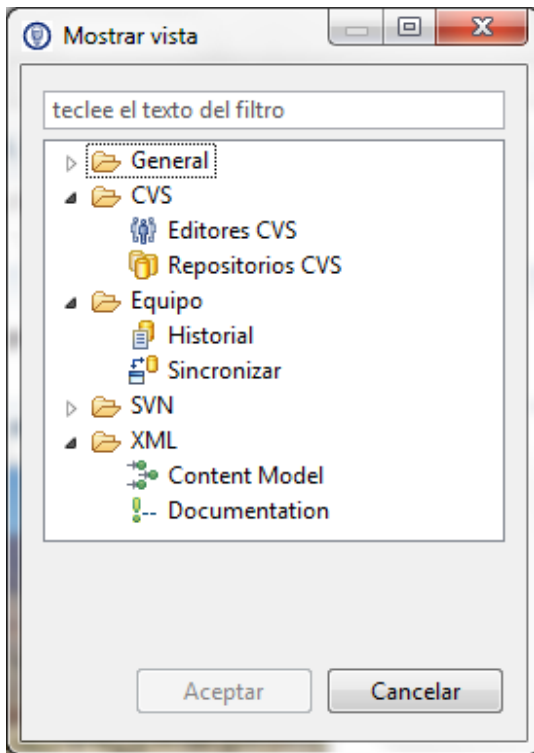 Mostrar vista
teclee el texto del filtro
General
CVS
Editores CVS
Repositorios CVS
Equipo
Historial
Sincronizar
SVN
XML
Content Model
Documentation
Aceptar
Cancelar